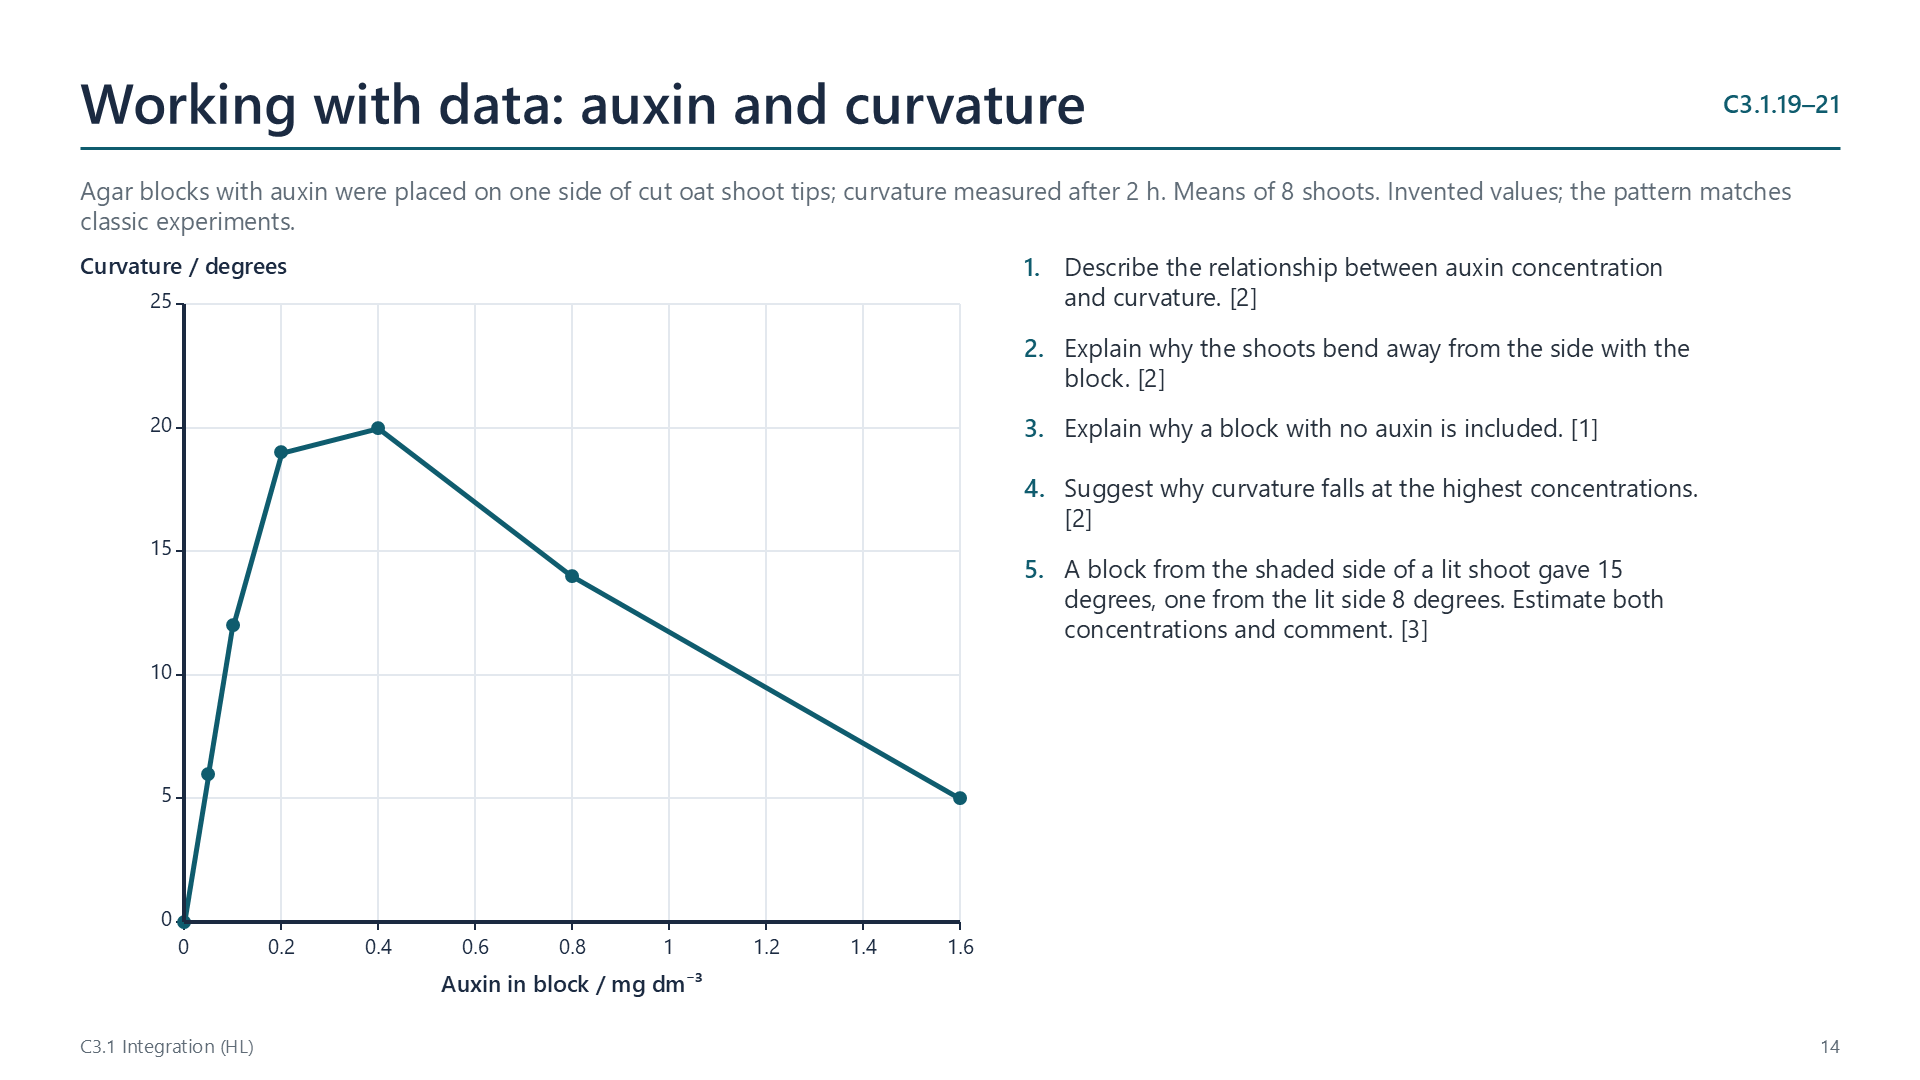 Working with data: auxin and curvature
C3.1.19–21
Agar blocks with auxin were placed on one side of cut oat shoot tips; curvature measured after 2 h. Means of 8 shoots. Invented values; the pattern matches
classic experiments.
Curvature / degrees
25
20
15
10
5
0
0 0.2 0.4 0.6 0.8 1 1.2 1.4 1.6
Auxin in block / mg dm⁻³
1. Describe the relationship between auxin concentration
and curvature. [2]
2. Explain why the shoots bend away from the side with the
block. [2]
3. Explain why a block with no auxin is included. [1]
4. Suggest why curvature falls at the highest concentrations.
[2]
5. A block from the shaded side of a lit shoot gave 15
degrees, one from the lit side 8 degrees. Estimate both
concentrations and comment. [3]
C3.1 Integration (HL)
14